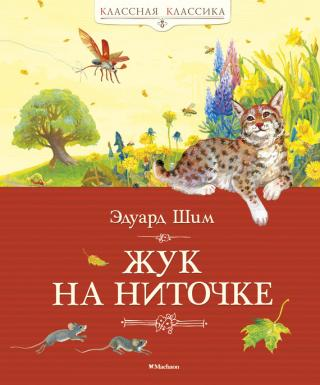 КЛАССНАЯ КЛАССИКА
Эдуард Шим
ЖУК
НА НИТОЧКЕ
Machaon